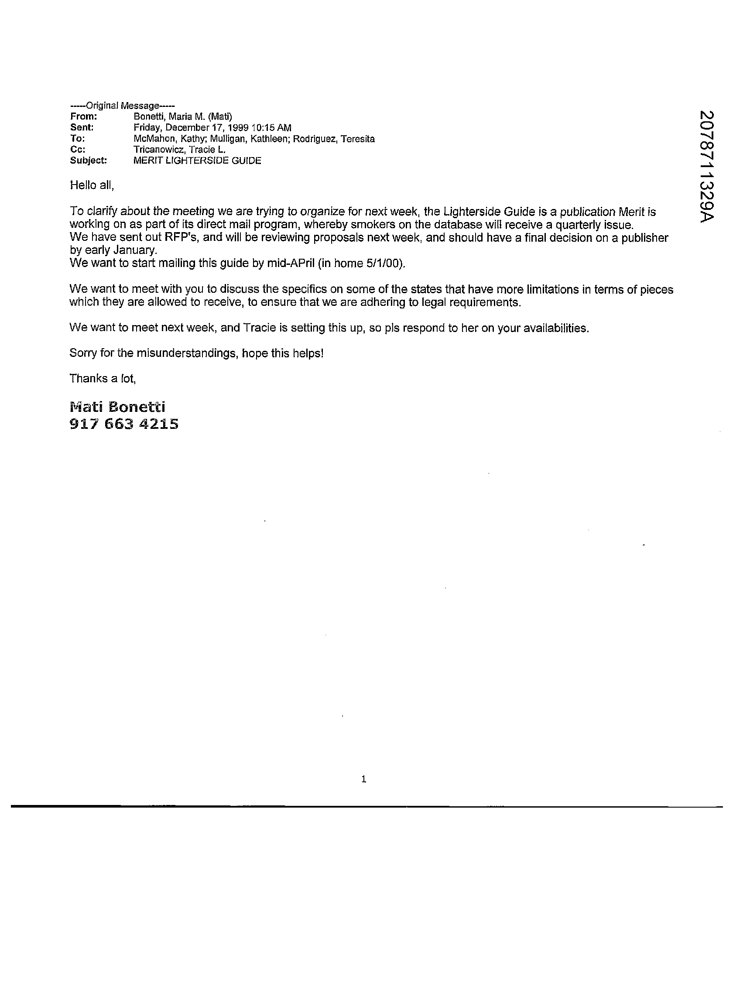 -----Original Message-----
From: Bonetti, Maria M. (Mati)
Sent: Friday, December 17, 1999 10:15 AM
To: McMahon, Kathy; Mulligan, Kathleen; Rodriguez, Teresita
Cc: Tricanowicz, Tracie L.
Subject: MERIT LIGHTERSIDE GUIDE
Hello all,
To clarify about the meeting we are trying to organize for next week, the Lighterside Guide is a publication Merit is
working on as part of its direct mail program, whereby smokers on the database will receive a quarterly issue.
We have sent out RFP's, and will be reviewing proposals next week, and should have a final decision on a publisher
by early January.
We want to start mailing this guide by mid-APril (in home 5/1/00).
We want to meet with you to discuss the specifics on some of the states that have more limitations in terms of pieces
which they are allowed to receive, to ensure that we are adhering to legal requirements.
We want to meet next week, and Tracie is setting this up, so pls respond to her on your availabilities.
Sorry for the misunderstandings, hope this helps!
Thanks a lot,
Mati Bonetti
917 663 4215
1
2078711329A